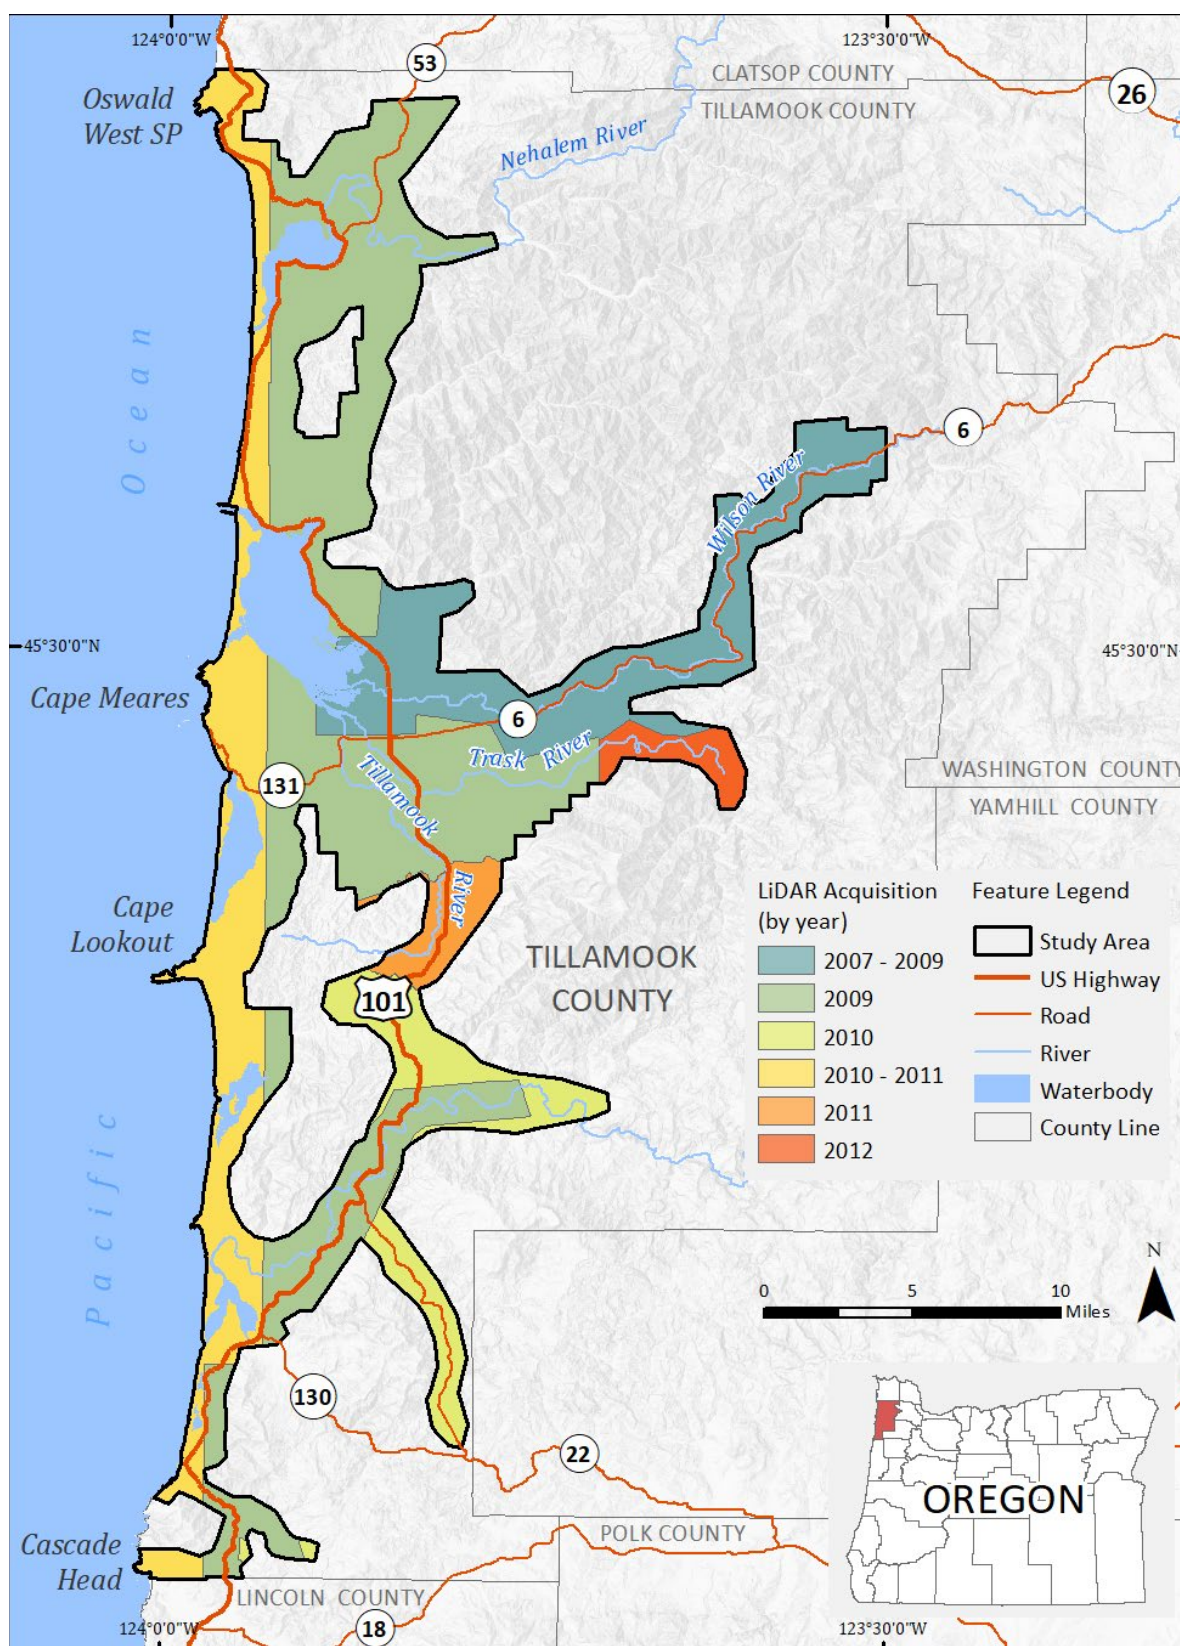 124°0'0"W
123°30'0"W
53
CLATSOP COUNTY
26
TILLAMOOK COUNTY
Oswald
West SP
Nehalem River
Ocean
6
Wilson River
45°30'0"N
45°30'0"N
Cape Meares
6
Trask River
Tillamook
River
131
WASHINGTON COUNTY
YAMHILL COUNTY
Cape
Lookout
TILLAMOOK
COUNTY
101
LiDAR Acquisition
(by year)
2007 - 2009
2009
2010
2010 - 2011
2011
2012
Feature Legend
Study Area
US Highway
Road
River
Waterbody
County Line
Pacific
N
0
5
10
Miles
130
22
OREGON
POLK COUNTY
Cascade
Head
LINCOLN COUNTY
18
124°0'0"W
123°30'0"W